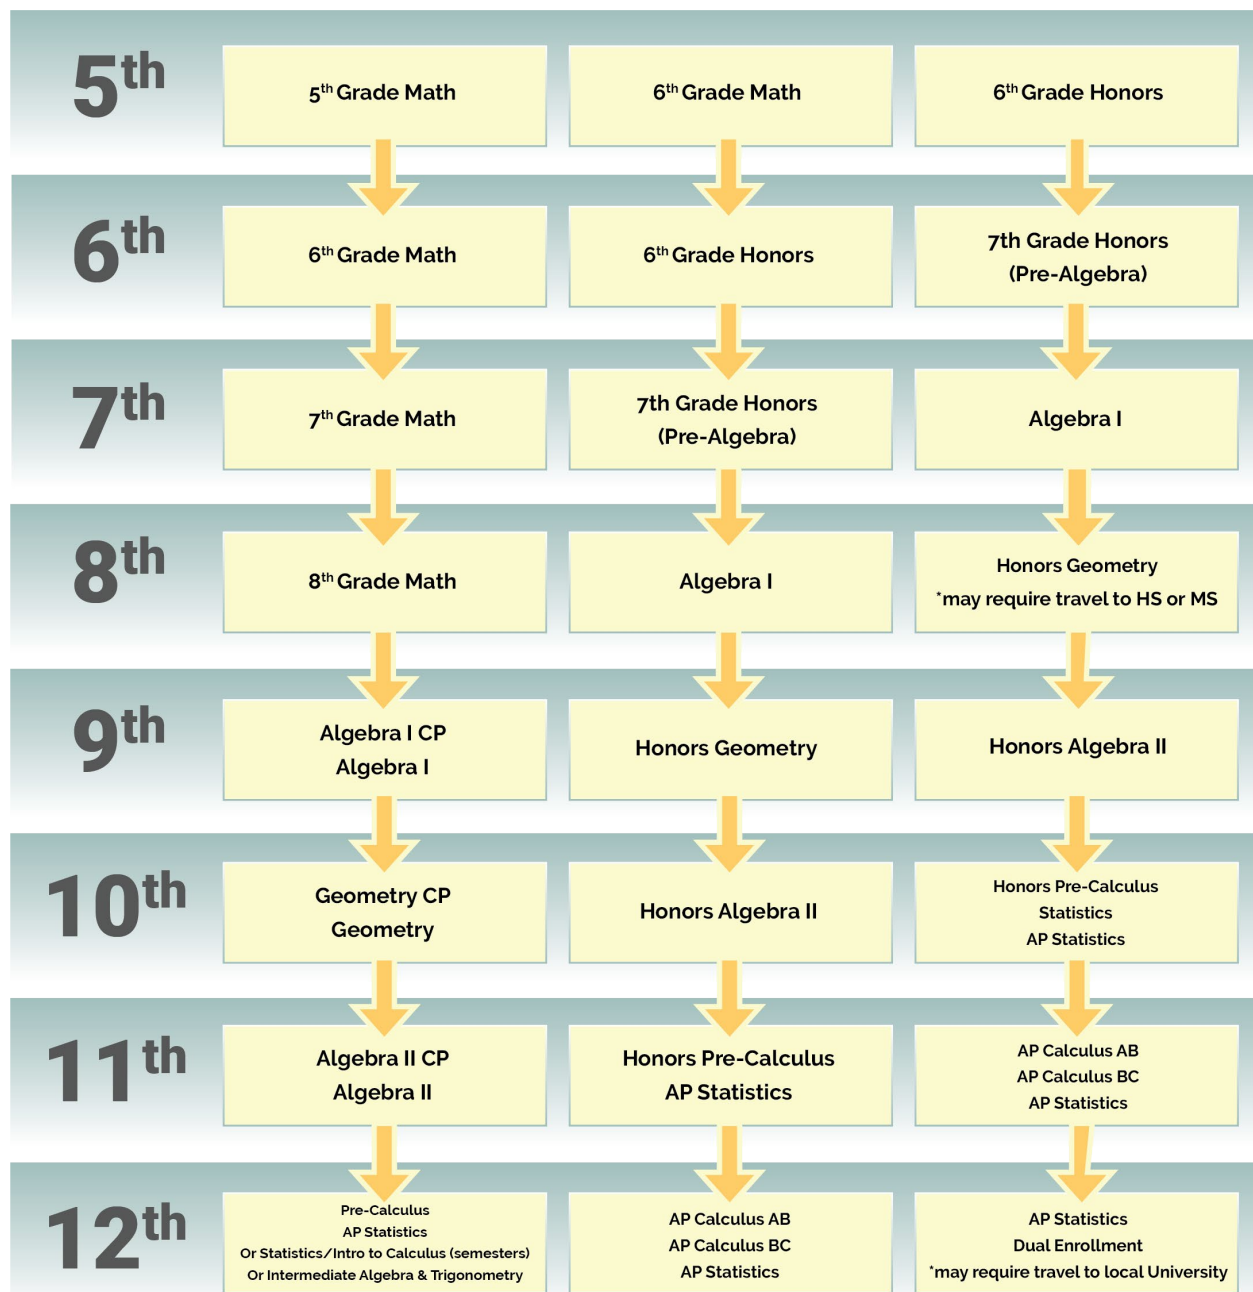 5th
5th Grade Math
6th Grade Math
6th Grade Honors
6th
6th Grade Math
6th Grade Honors
7th Grade Honors
(Pre-Algebra)
7th
7th Grade Math
7th Grade Honors
(Pre-Algebra)
Algebra I
8th
8th Grade Math
Algebra I
Honors Geometry
*may require travel to HS or MS
9th
Algebra I CP
Algebra I
Honors Geometry
Honors Algebra II
10th
Geometry CP
Geometry
Honors Algebra II
Honors Pre-Calculus
Statistics
AP Statistics
11th
Algebra II CP
Algebra II
Honors Pre-Calculus
AP Statistics
AP Calculus AB
AP Calculus BC
AP Statistics
12th
Pre-Calculus
AP Statistics
Or Statistics/Intro to Calculus (semesters)
Or Intermediate Algebra & Trigonometry
AP Calculus AB
AP Calculus BC
AP Statistics
AP Statistics
Dual Enrollment
*may require travel to local University